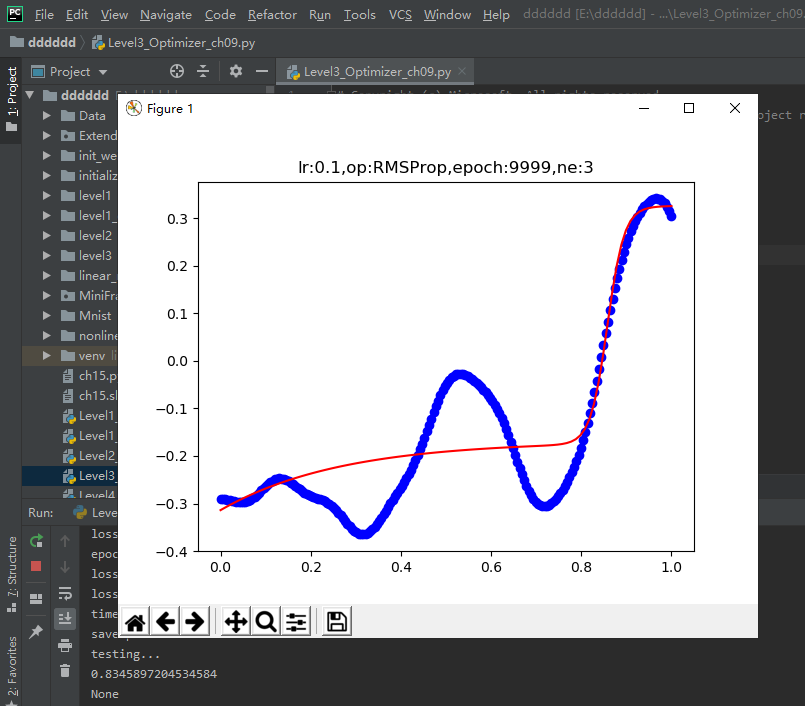 PC File Edit View Navigate Code Refactor Run Tools VCS Window Help dddddd [E:\dddddd] - ...\Level3_Optimizer_ch09.
dddddd Level3_Optimizer_ch09.py
1: Project
Project
Level3_Optimizer_ch09.py
dddddd
Data
Extend
init_we
initializ
level1
level1_
level2
level3
linear_
MiniFra
Mnist
nonline
venv li
ch15.p
ch15.sl
Level1_
Level1_
Level2_
Level3_
Level4
oject
Figure 1
lr:0.1,op:RMSProp,epoch:9999,ne:3
0.3
0.2
0.1
0.0
−0.1
−0.2
−0.3
−0.4
0.0 0.2 0.4 0.6 0.8 1.0
Run: Leve
loss
epoc
loss
loss
time
save
testing...
0.8345897204534584
None
7: Structure
2: Favorites